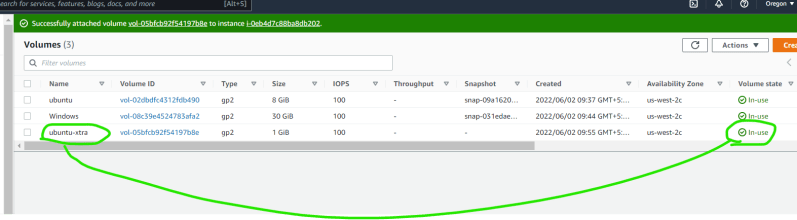 earch for services, features, blogs, docs, and more [Alt+S] Oregon
Successfully attached volume vol-05bfcb92f54197b8e to instance i-0eb4d7c88ba8db202.
Volumes (3) Actions Crea
Filter volumes
Name Volume ID Type Size IOPS Throughput Snapshot Created Availability Zone Volume state
ubuntu vol-02dbdfc4312fdb490 gp2 8 GiB 100 - snap-09a1620... 2022/06/02 09:37 GMT+5:... us-west-2c In-use
Windows vol-08c39e4524783afa2 gp2 30 GiB 100 - snap-031edae... 2022/06/02 09:44 GMT+5:... us-west-2c In-use
ubuntu-xtra vol-05bfcb92f54197b8e gp2 1 GiB 100 - - 2022/06/02 09:55 GMT+5:... us-west-2c In-use